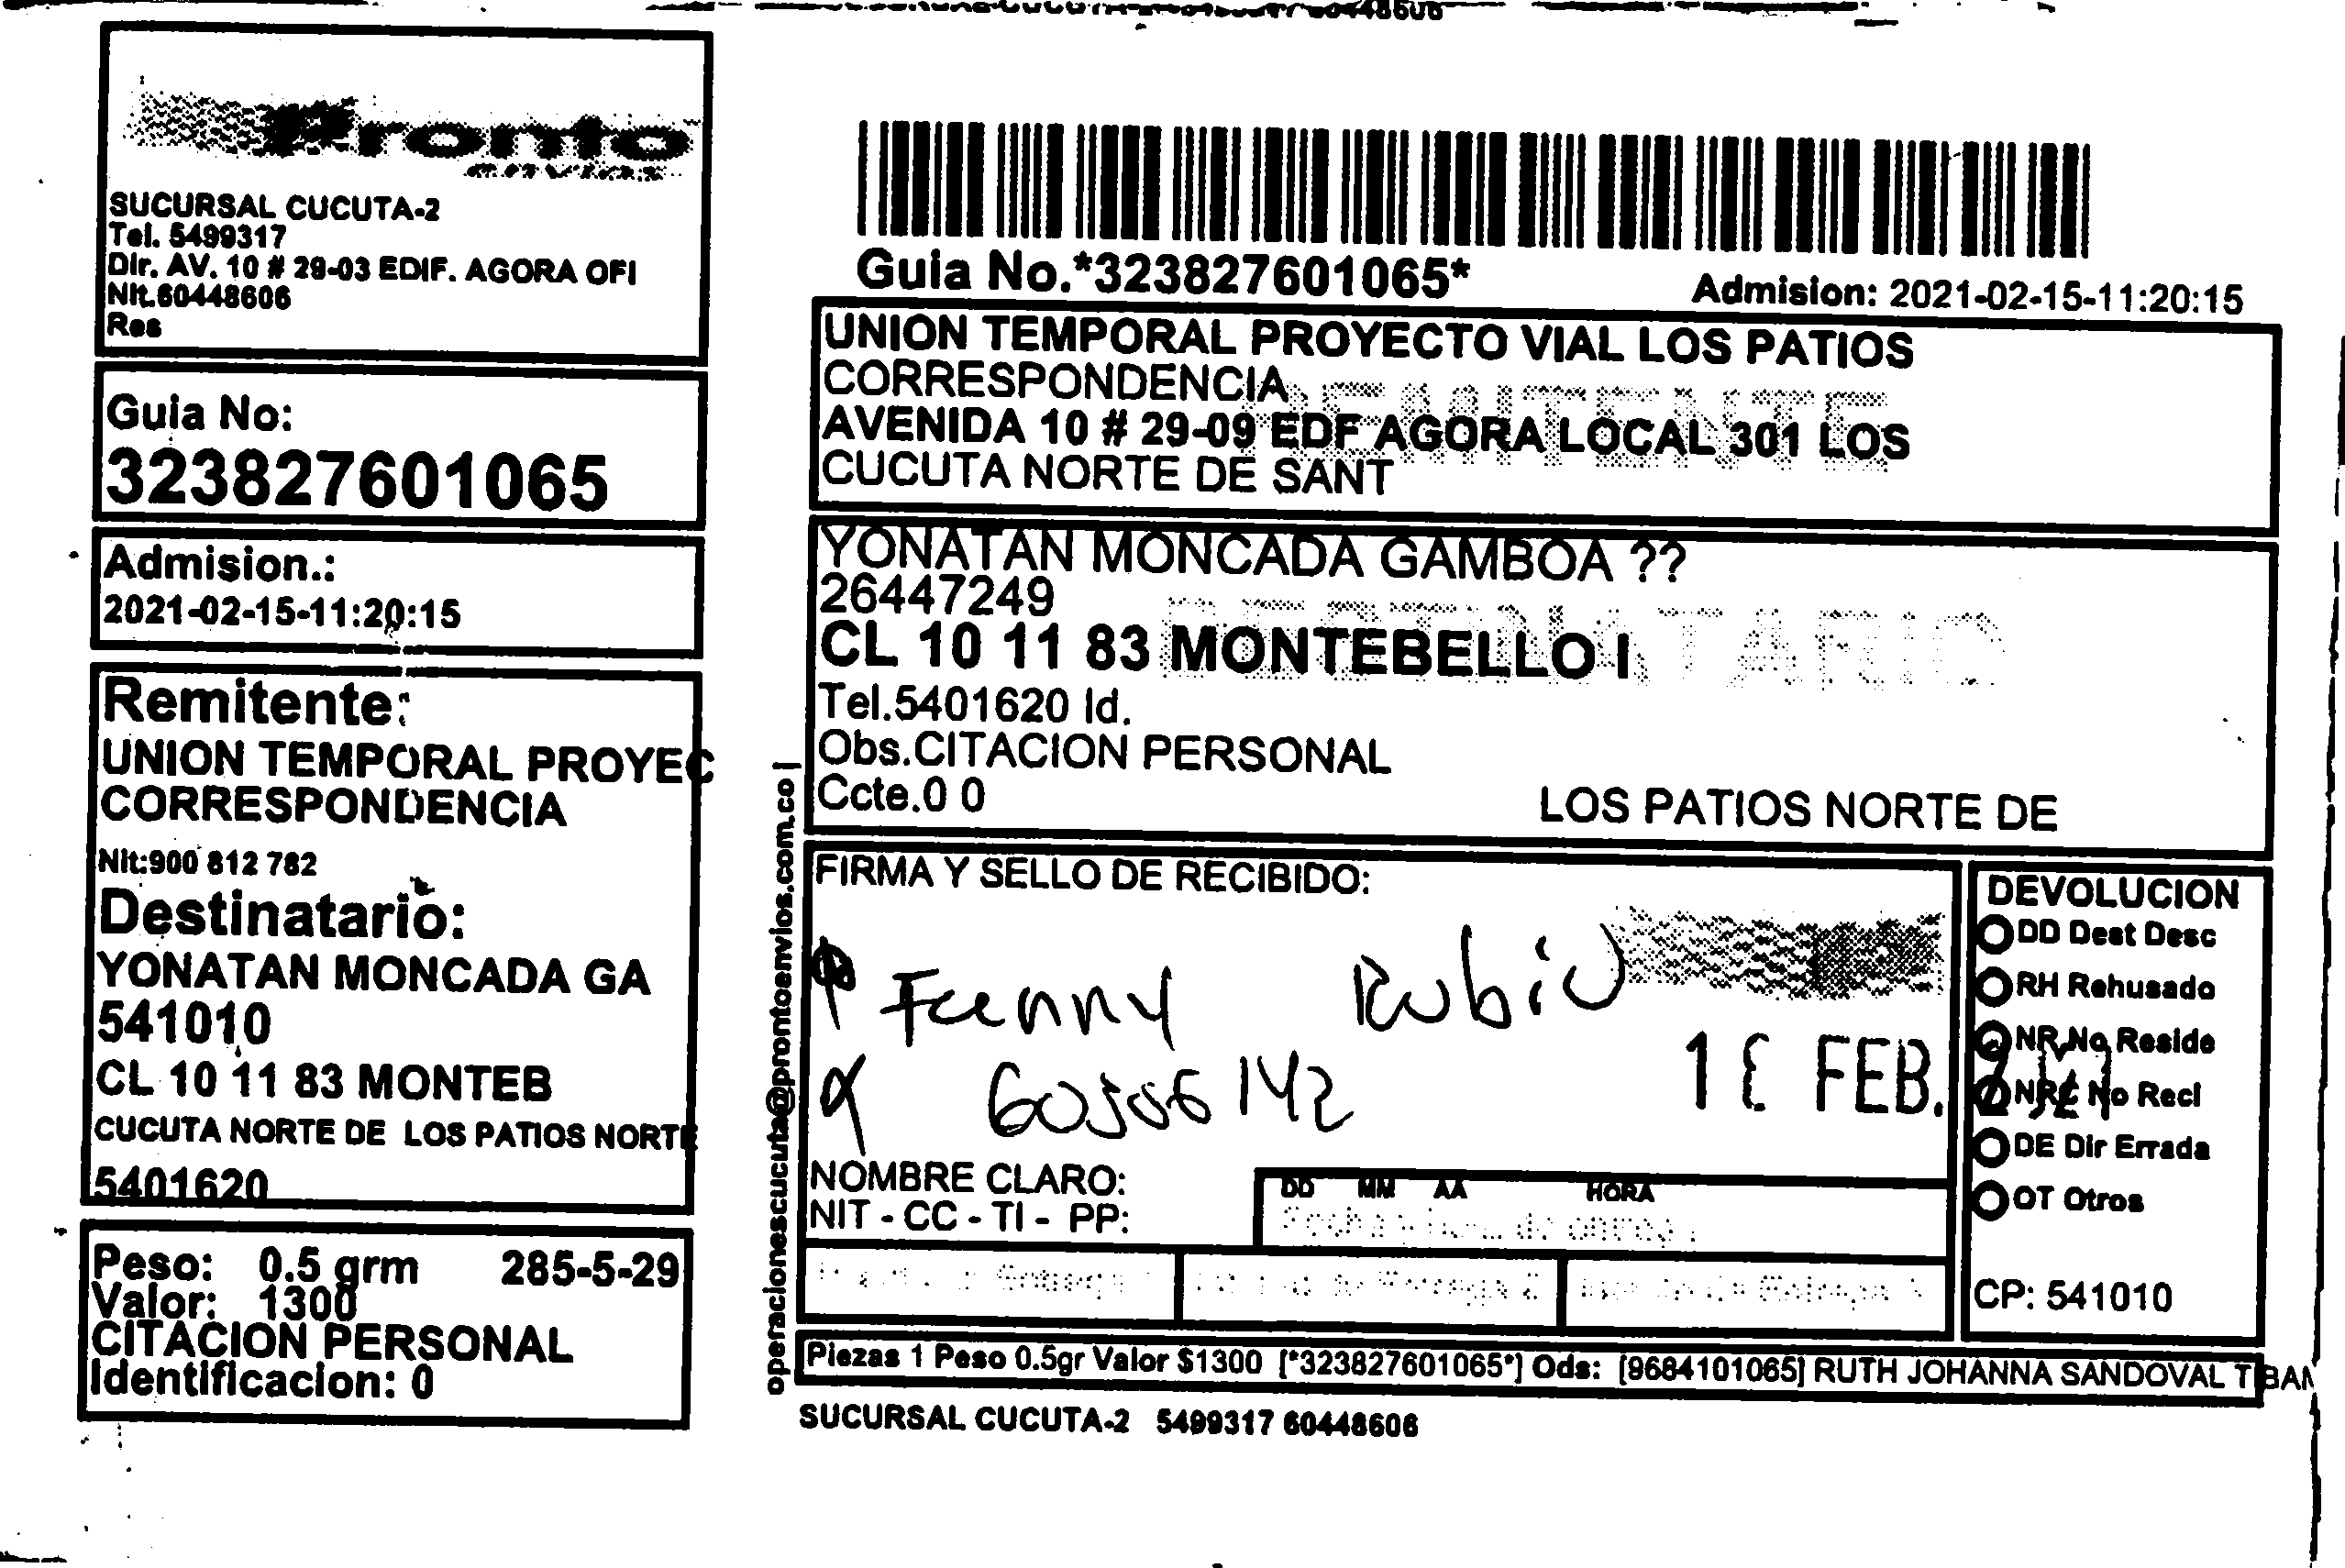 Pronto
envios
SUCURSAL CUCUTA-2
Tel. 5499317
Dir. AV. 10 # 29-03 EDIF. AGORA OFI
Nit.60448606
Res
Guia No:
323827601065
Admision.:
2021-02-15-11:20:15
Remitente:
UNION TEMPORAL PROYEC
CORRESPONDENCIA
Nit:900 812 782
Destinatario:
YONATAN MONCADA GA
541010
CL 10 11 83 MONTEB
CUCUTA NORTE DE LOS PATIOS NORTE
5401620
Peso: 0.5 grm 285-5-29
Valor: 1300
CITACION PERSONAL
Identificacion: 0
operacionescucuta@prontoenvios.com.co |
Guia No.*323827601065*
Admision: 2021-02-15-11:20:15
UNION TEMPORAL PROYECTO VIAL LOS PATIOS
CORRESPONDENCIA
REMITENTE
AVENIDA 10 # 29-09 EDF AGORA LOCAL 301 LOS
CUCUTA NORTE DE SANT
YONATAN MONCADA GAMBOA ??
26447249
DESTINATARIO
CL 10 11 83 MONTEBELLO I
Tel.5401620 Id.
Obs.CITACION PERSONAL
Ccte.0 0
LOS PATIOS NORTE DE
FIRMA Y SELLO DE RECIBIDO:
Rubio
FEB.
NOMBRE CLARO:
NIT - CC - TI - PP:
DD MM AA HORA
DEVOLUCION
DD Dest Desc
RH Rehusado
NR No Reside
NRC No Recl
DE Dir Errada
OT Otros
CP: 541010
Piezas 1 Peso 0.5gr Valor $1300 [*323827601065*] Ods: [9684101065] RUTH JOHANNA SANDOVAL TIBAM
SUCURSAL CUCUTA-2 5499317 60448606